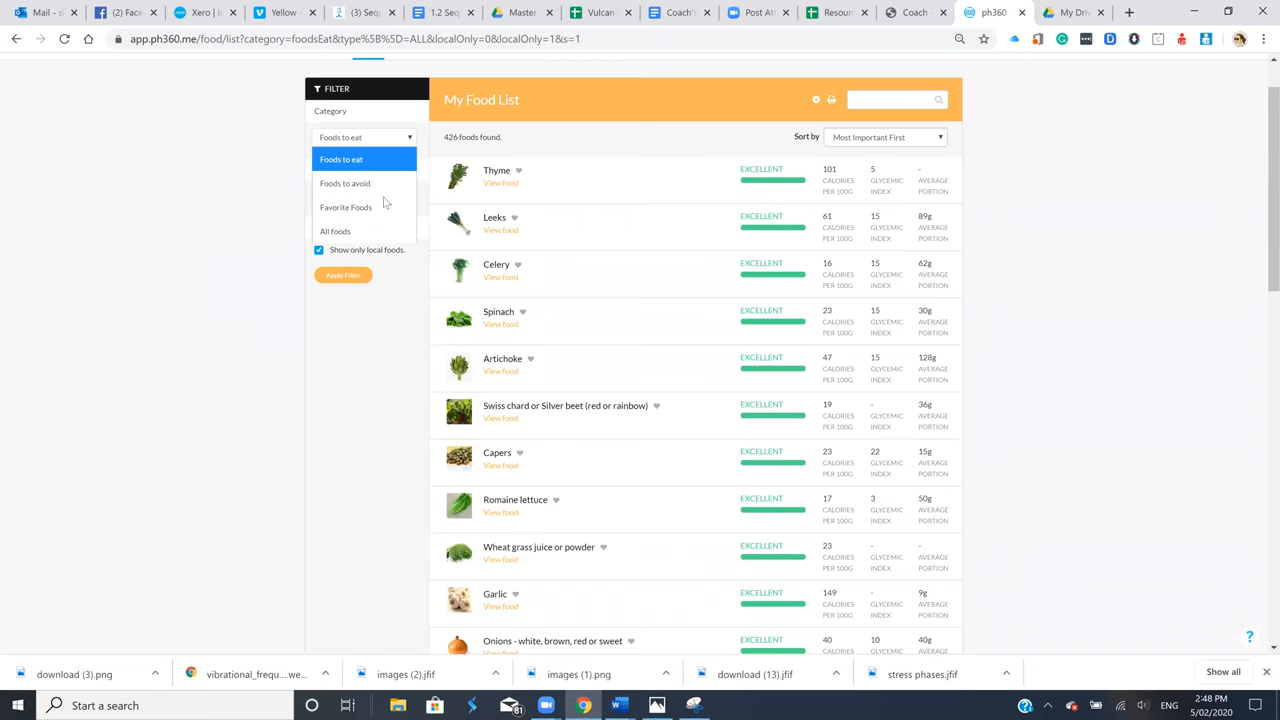 Mail - si
(2) Face
Xero | In
Yellow -
(3) Sequ
1.2 Seq
Master
Vulcan
Coach'
Post Att
Resour
Coach -
ph360
My Driv
app.ph360.me/food/list?category=foodsEat&type%5B%5D=ALL&localOnly=0&localOnly=1&s=1
FILTER
Category
Foods to eat
Foods to eat
Foods to avoid
Favorite Foods
All foods
Show only local foods.
Apply Filter
My Food List
426 foods found.
Sort by
Most Important First
Thyme
View food
EXCELLENT
101
CALORIES
PER 100G
5
GLYCEMIC
INDEX
-
AVERAGE
PORTION
Leeks
View food
EXCELLENT
61
CALORIES
PER 100G
15
GLYCEMIC
INDEX
89g
AVERAGE
PORTION
Celery
View food
EXCELLENT
16
CALORIES
PER 100G
15
GLYCEMIC
INDEX
62g
AVERAGE
PORTION
Spinach
View food
EXCELLENT
23
CALORIES
PER 100G
15
GLYCEMIC
INDEX
30g
AVERAGE
PORTION
Artichoke
View food
EXCELLENT
47
CALORIES
PER 100G
15
GLYCEMIC
INDEX
128g
AVERAGE
PORTION
Swiss chard or Silver beet (red or rainbow)
View food
EXCELLENT
19
CALORIES
PER 100G
-
GLYCEMIC
INDEX
36g
AVERAGE
PORTION
Capers
View food
EXCELLENT
23
CALORIES
PER 100G
22
GLYCEMIC
INDEX
15g
AVERAGE
PORTION
Romaine lettuce
View food
EXCELLENT
17
CALORIES
PER 100G
3
GLYCEMIC
INDEX
50g
AVERAGE
PORTION
Wheat grass juice or powder
View food
EXCELLENT
23
CALORIES
PER 100G
-
GLYCEMIC
INDEX
-
AVERAGE
PORTION
Garlic
View food
EXCELLENT
149
CALORIES
PER 100G
-
GLYCEMIC
INDEX
9g
AVERAGE
PORTION
Onions - white, brown, red or sweet
View food
EXCELLENT
40
CALORIES
10
GLYCEMIC
40g
AVERAGE
?
download (3).png
vibrational_frequ....we...
images (2).jfif
images (1).png
download (13).jfif
stress phases.jfif
Show all
Start a search
81
ENG
2:48 PM
5/02/2020